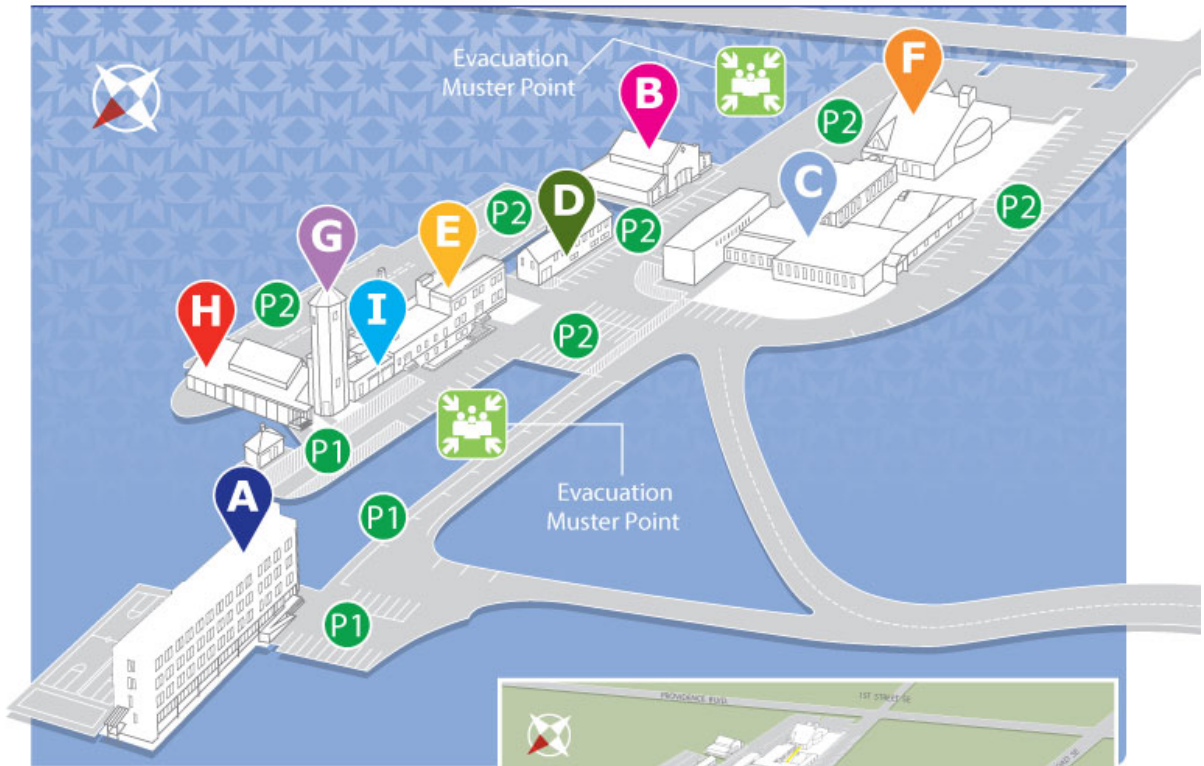 Evacuation
Muster Point
B
F
P2
C
P2
D
P2
P2
E
G
P2
I
H
P2
Evacuation
Muster Point
P1
A
P1
P1
PROVIDENCE BLVD.
1ST STREET SE